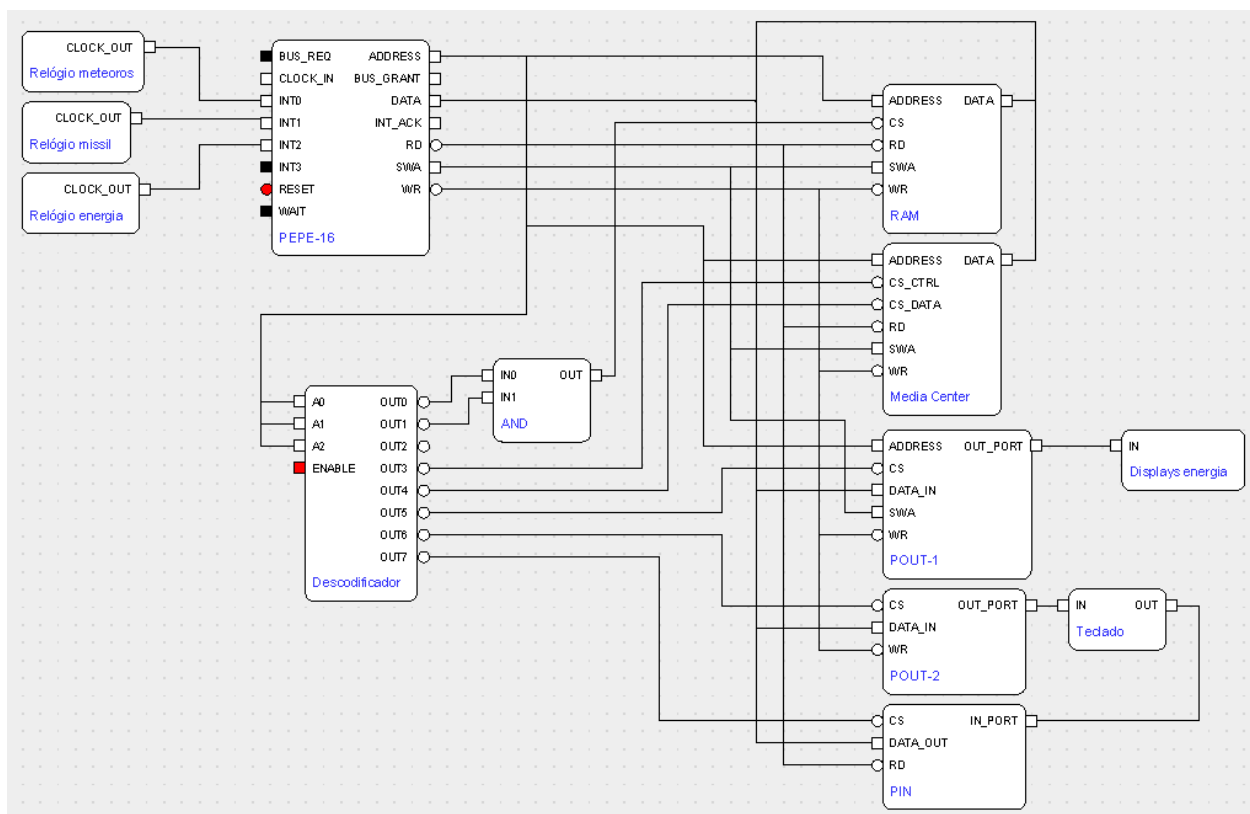 CLOCK_OUT
Relógio meteoros
CLOCK_OUT
Relógio missil
CLOCK_OUT
Relógio energia
BUS_REQ ADDRESS
CLOCK_IN BUS_GRANT
INT0 DATA
INT1 INT_ACK
INT2 RD
INT3 SWA
RESET WR
WAIT
PEPE-16
ADDRESS DATA
CS
RD
SWA
WR
RAM
ADDRESS DATA
CS_CTRL
CS_DATA
RD
SWA
WR
Media Center
IN0 OUT
IN1
AND
A0 OUT0
A1 OUT1
A2 OUT2
ENABLE OUT3
OUT4
OUT5
OUT6
OUT7
Descodificador
ADDRESS OUT_PORT
CS
DATA_IN
SWA
WR
POUT-1
IN
Displays energia
CS OUT_PORT
DATA_IN
WR
POUT-2
IN OUT
Teclado
CS IN_PORT
DATA_OUT
RD
PIN